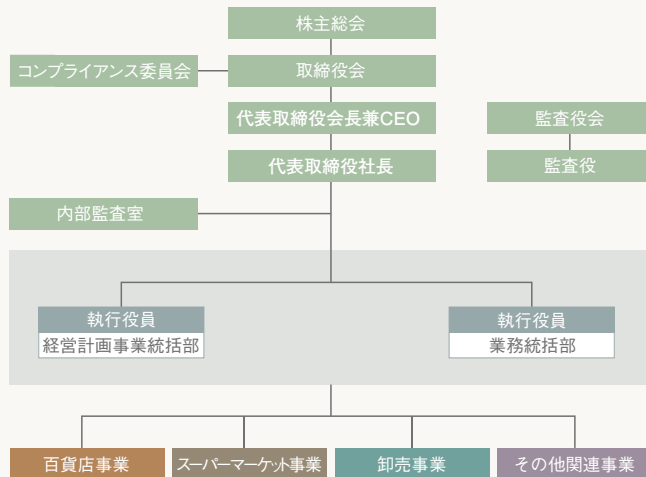 株主総会
コンプライアンス委員会
取締役会
代表取締役会長兼CEO
監査役会
代表取締役社長
監査役
内部監査室
執行役員
経営計画事業統括部
執行役員
業務統括部
百貨店事業
スーパーマーケット事業
卸売事業
その他関連事業